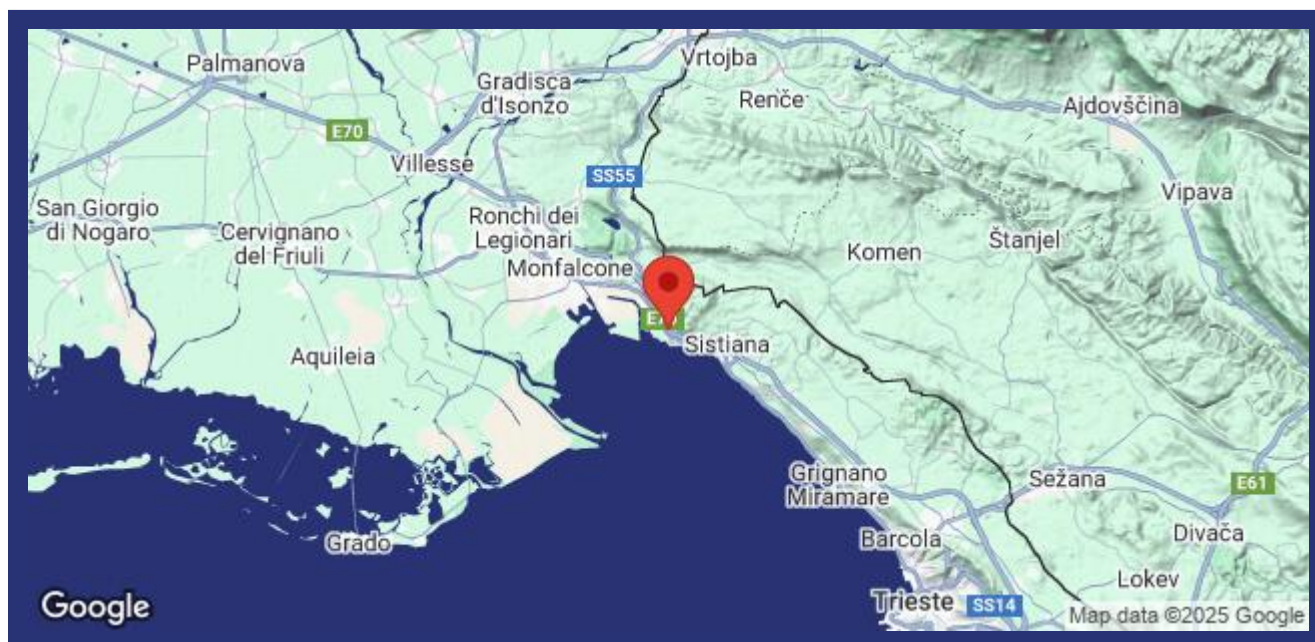 Palmanova
Gradisca
d'Isonzo
Vrtojba
Renče
Ajdovščina
E70
Villesse
SS55
Vipava
San Giorgio
di Nogaro
Cervignano
del Friuli
Ronchi dei
Legionari
Monfalcone
Komen
Štanjel
Aquileia
Sistiana
Grignano
Miramare
Sežana
E61
Grado
Barcola
Divača
Lokev
Trieste
SS14
Google
Map data ©2025 Google